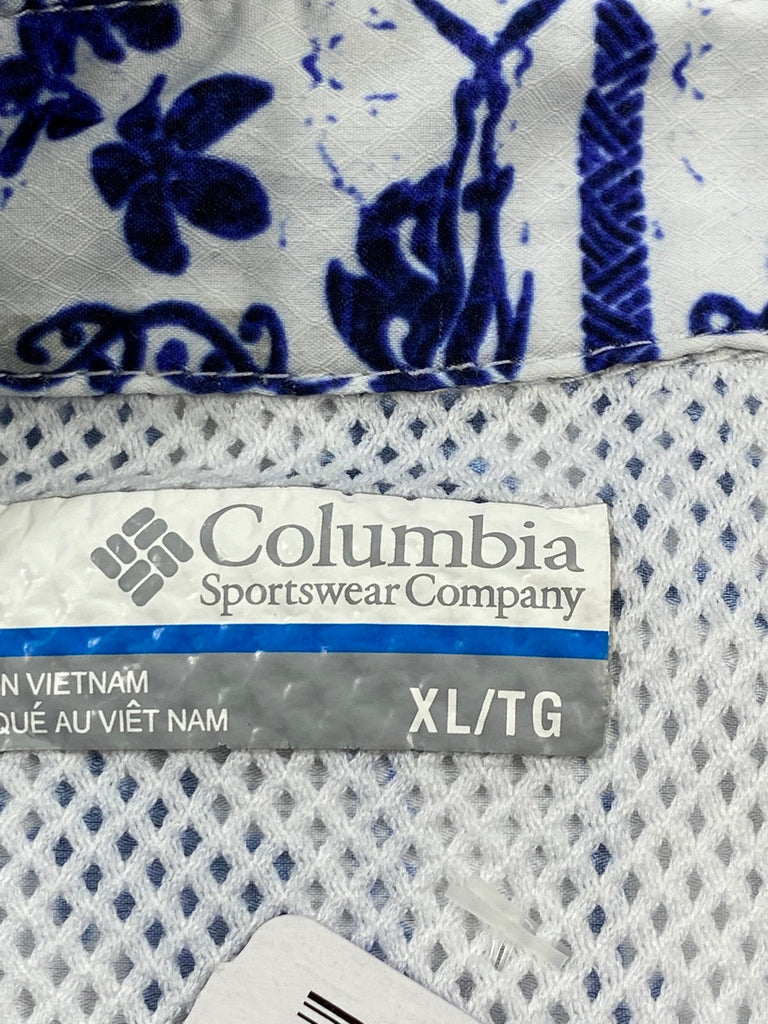 Columbia
Sportswear Company
N VIETNAM
QUÉ AU VIÊT NAM
XL/TG